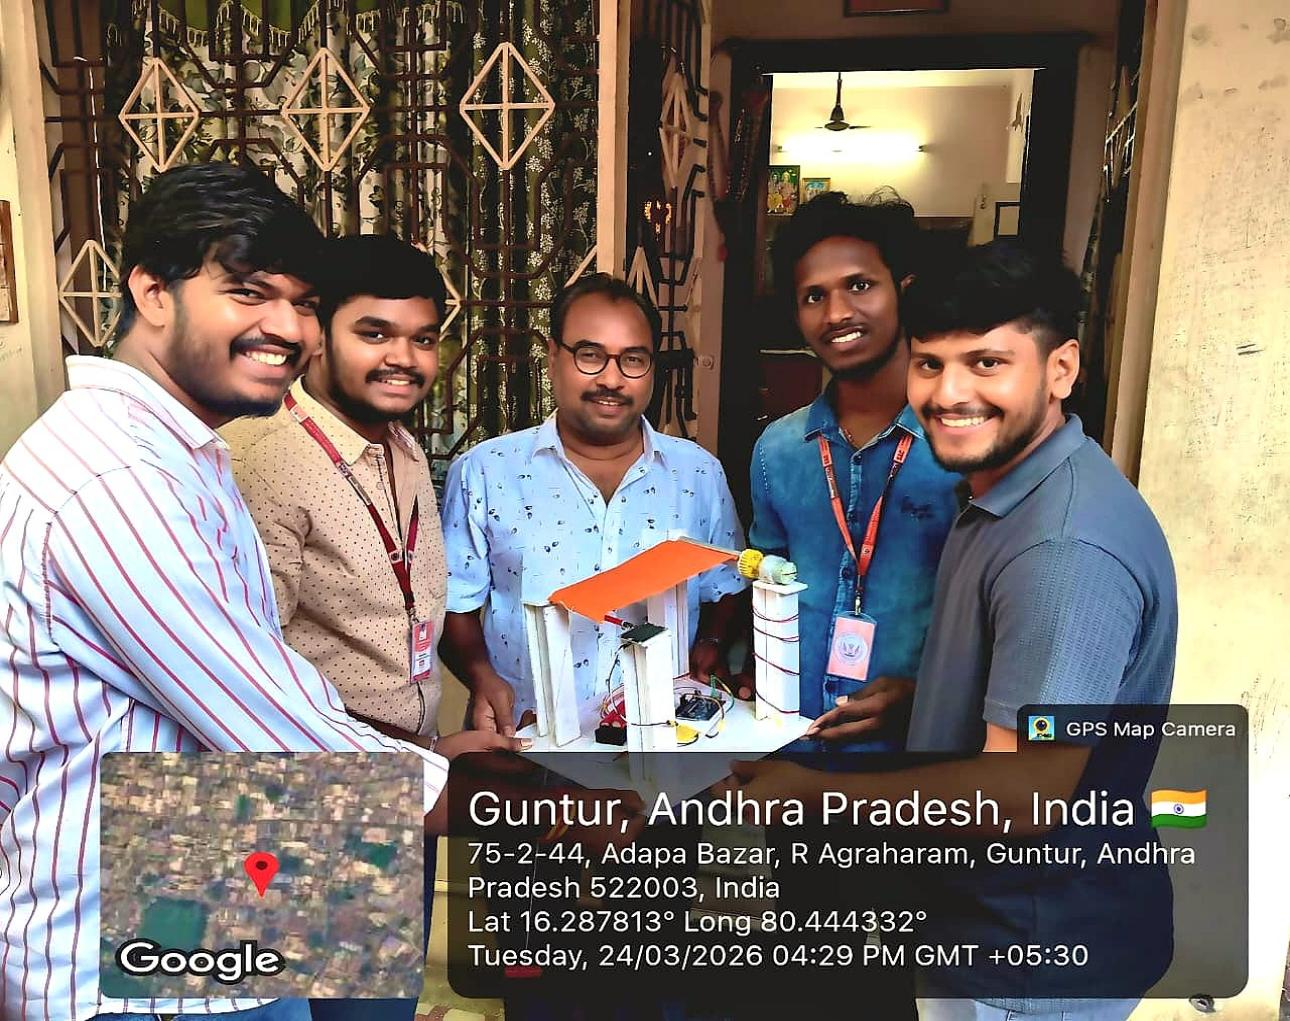 GPS Map Camera
Guntur, Andhra Pradesh, India 🇮🇳
75-2-44, Adapa Bazar, R Agraharam, Guntur, Andhra
Pradesh 522003, India
Lat 16.287813° Long 80.444332°
Tuesday, 24/03/2026 04:29 PM GMT +05:30
Google